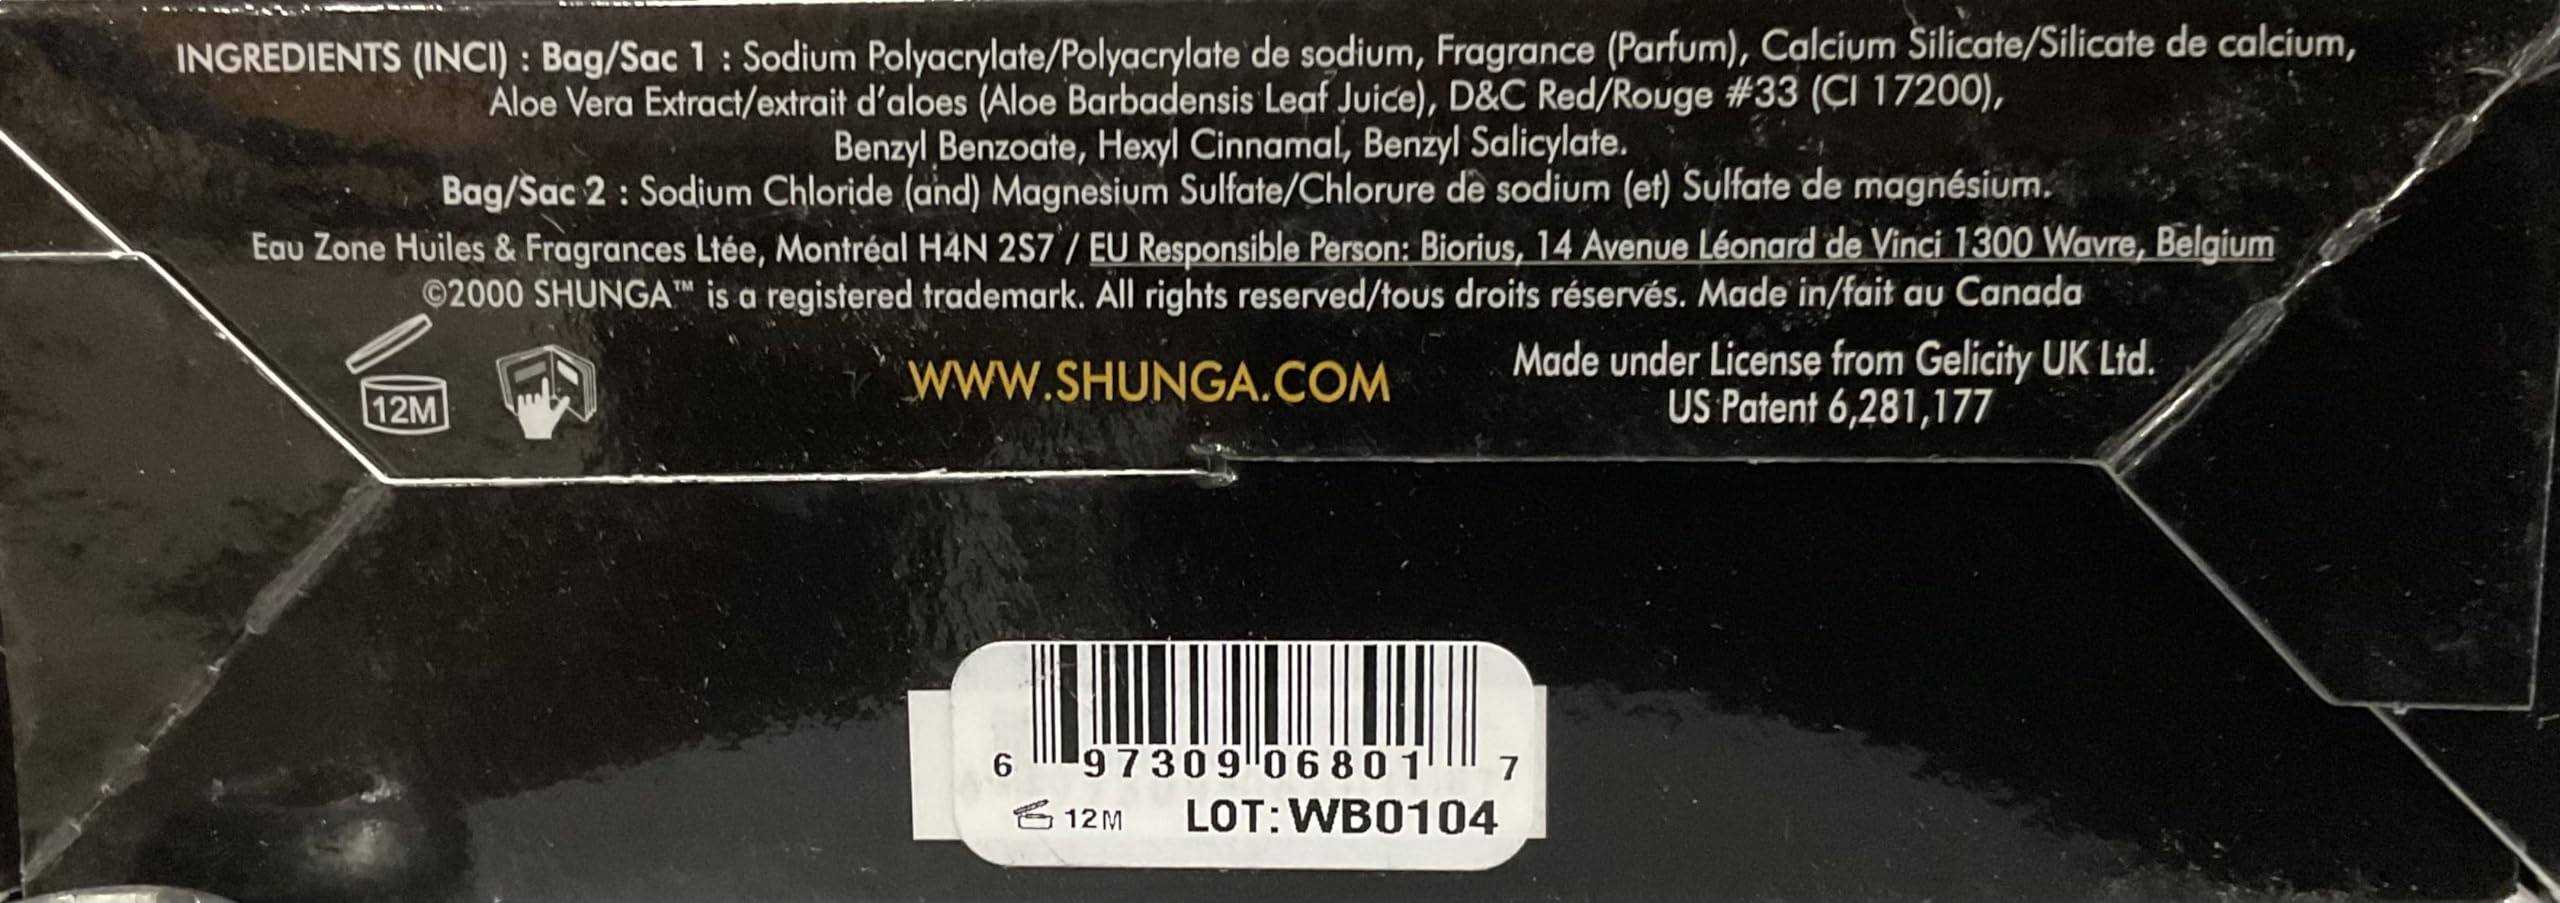 INGREDIENTS (INCI) : Bag/Sac 1 : Sodium Polyacrylate/Polyacrylate de sodium, Fragrance (Parfum), Calcium Silicate/Silicate de calcium,
Aloe Vera Extract/extrait d'aloes (Aloe Barbadensis Leaf Juice), D&C Red/Rouge #33 (CI 17200),
Benzyl Benzoate, Hexyl Cinnamal, Benzyl Salicylate.
Bag/Sac 2 : Sodium Chloride (and) Magnesium Sulfate/Chlorure de sodium (et) Sulfate de magnésium.
Eau Zone Huiles & Fragrances Ltée, Montréal H4N 2S7 / EU Responsible Person: Biorius, 14 Avenue Léonard de Vinci 1300 Wavre, Belgium
©2000 SHUNGA™ is a registered trademark. All rights reserved/tous droits réservés. Made in/fait au Canada
12M
WWW.SHUNGA.COM
Made under License from Gelicity UK Ltd.
US Patent 6,281,177
6 97309 06801 7
12M LOT: WB0104